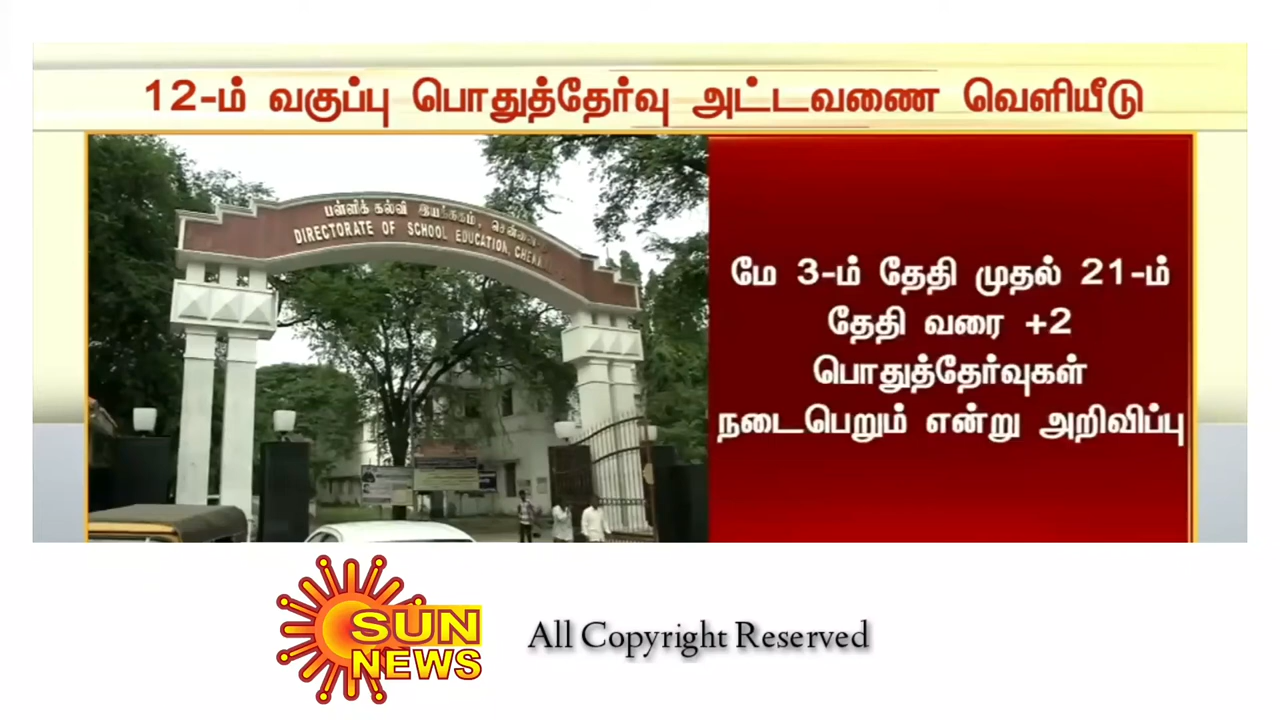 12-ம் வகுப்பு பொதுத்தேர்வு அட்டவணை வெளியீடு
பள்ளிக் கல்வி இயக்ககம், சென்னை
DIRECTORATE OF SCHOOL EDUCATION,
மே 3-ம் தேதி முதல் 21-ம்
தேதி வரை +2
பொதுத்தேர்வுகள்
நடைபெறும் என்று அறிவிப்பு
SUN
NEWS
All Copyright Reserved